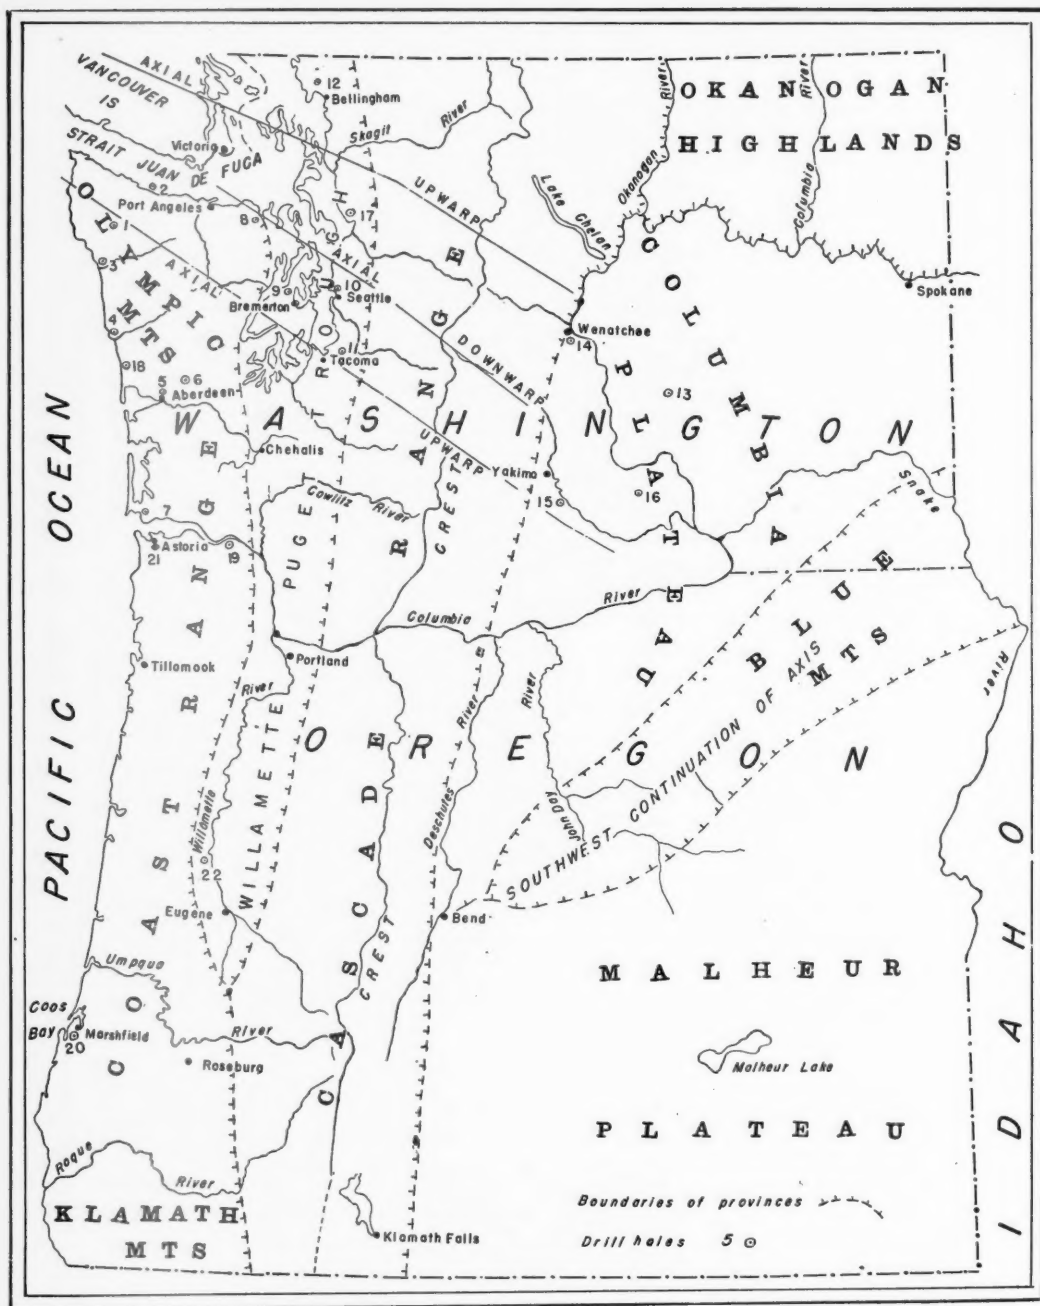 AXIAL
UPWARP
VANCOUVER
IS
12
Bellingham
Skagit
River
River
River
OKANOGAN
HIGHLANDS
Okanogan
Columbia
Victoria
STRAIT JUAN DE FUCA
2
Port Angeles
8
17
Lake Chelan
OLYMPIC
MTS
1
3
AXIAL
UPWARP
AXIAL
DOWNWARP
9
10
Seattle
Bremerton
Spokane
4
11
Tacoma
Wenatchee
14
18
5
6
Aberdeen
13
COLUMBIA
PLATEAU
WASHINGTON
Chehalis
Yakima
15
16
Snake
River
Cowlitz
River
PUGET
TROUGH
7
Astoria
21
19
CASCADE
RANGE
CREST
CREST
PACIFIC OCEAN
COAST RANGE
Columbia
River
Portland
Tillamook
River
Willamette
WILLAMETTE
River
Deschutes
River
John Day
BLUE
MTS
SOUTHWEST CONTINUATION OF AXIS
OREGON
22
Eugene
Bend
Umpqua
River
Coos
Bay
20
Marshfield
Roseburg
MALHEUR
Malheur Lake
PLATEAU
IDAHO
Rogue
River
KLAMATH
MTS
Klamath Falls
Boundaries of provinces
Drill holes 5